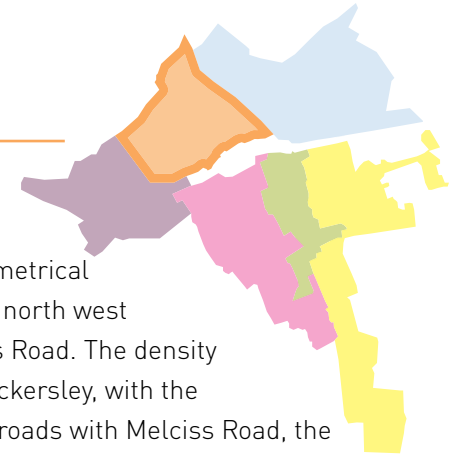 metrical
north west
s Road. The density
ckersley, with the
roads with Melciss Road, the